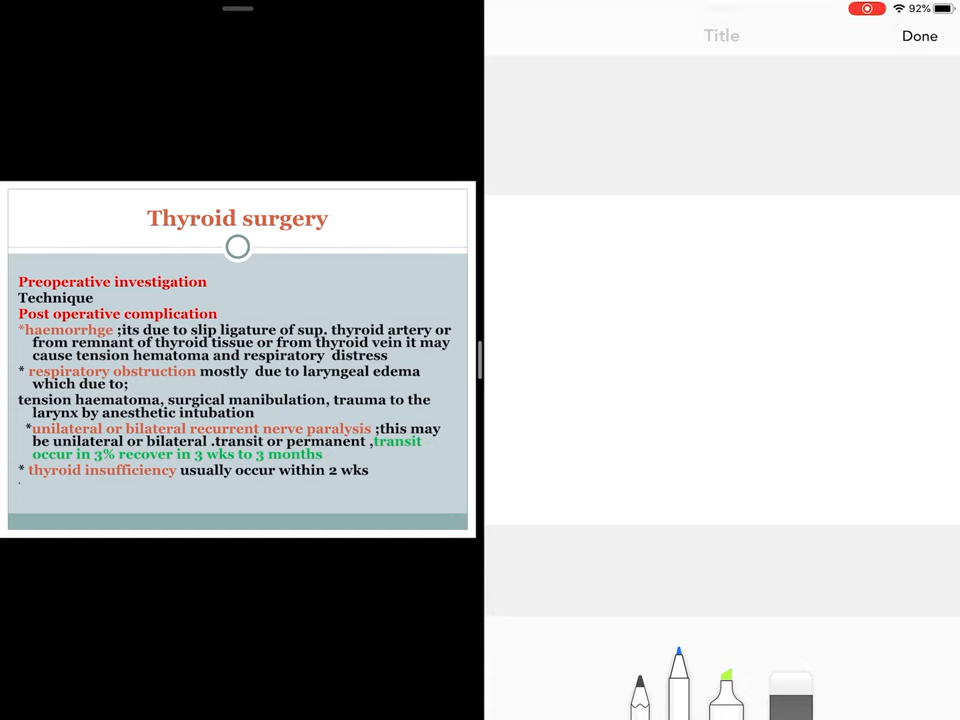 92%
Title
Done
Thyroid surgery
Preoperative investigation
Technique
Post operative complication
*haemorrhge ;its due to slip ligature of sup. thyroid artery or
from remnant of thyroid tissue or from thyroid vein it may
cause tension hematoma and respiratory distress
* respiratory obstruction mostly due to laryngeal edema
which due to;
tension haematoma, surgical manibulation, trauma to the
larynx by anesthetic intubation
*unilateral or bilateral recurrent nerve paralysis ;this may
be unilateral or bilateral .transit or permanent ,transit
occur in 3% recover in 3 wks to 3 months
* thyroid insufficiency usually occur within 2 wks
.